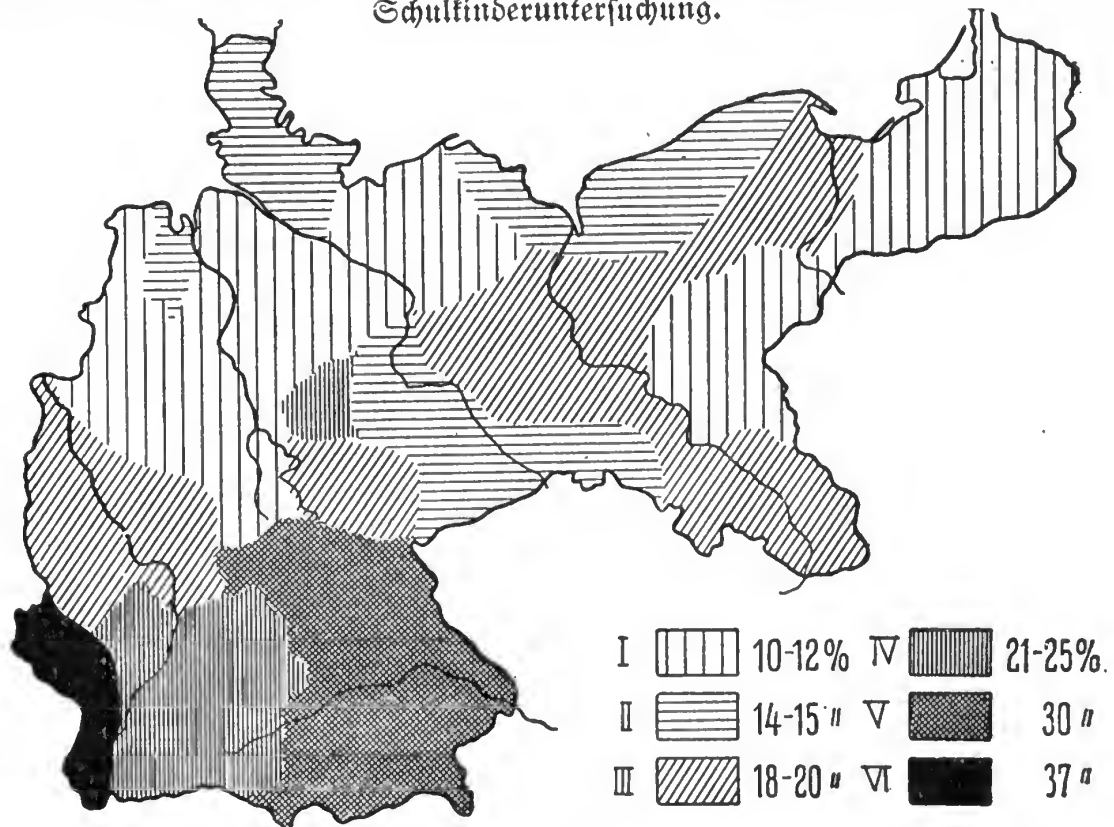 Schulkinderuntersuchung.
I 10-12% IV 21-25%.
II 14-15 " V 30 "
III 18-20 " VI 37 "